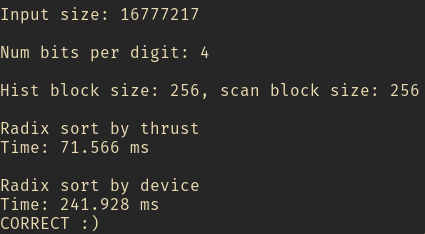 Input size: 16777217
Num bits per digit: 4
Hist block size: 256, scan block size: 256
Radix sort by thrust
Time: 71.566 ms
Radix sort by device
Time: 241.928 ms
CORRECT :)